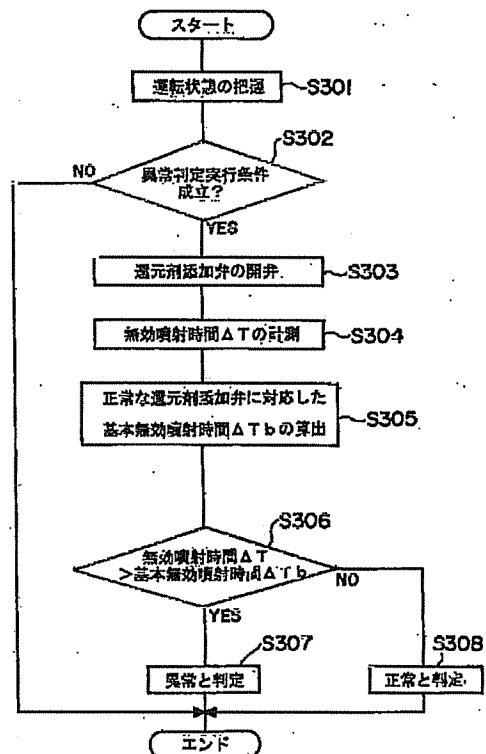 スタート
運転状態の把握
S301
S302
異常判定実行条件
成立?
NO
YES
還元剤添加弁の開弁
S303
無効噴射時間ΔTの計測
S304
正常な還元剤添加弁に対応した
基本無効噴射時間ΔTbの算出
S305
S306
無効噴射時間ΔT
>基本無効噴射時間ΔTb
NO
YES
S307
異常と判定
S308
正常と判定
エンド